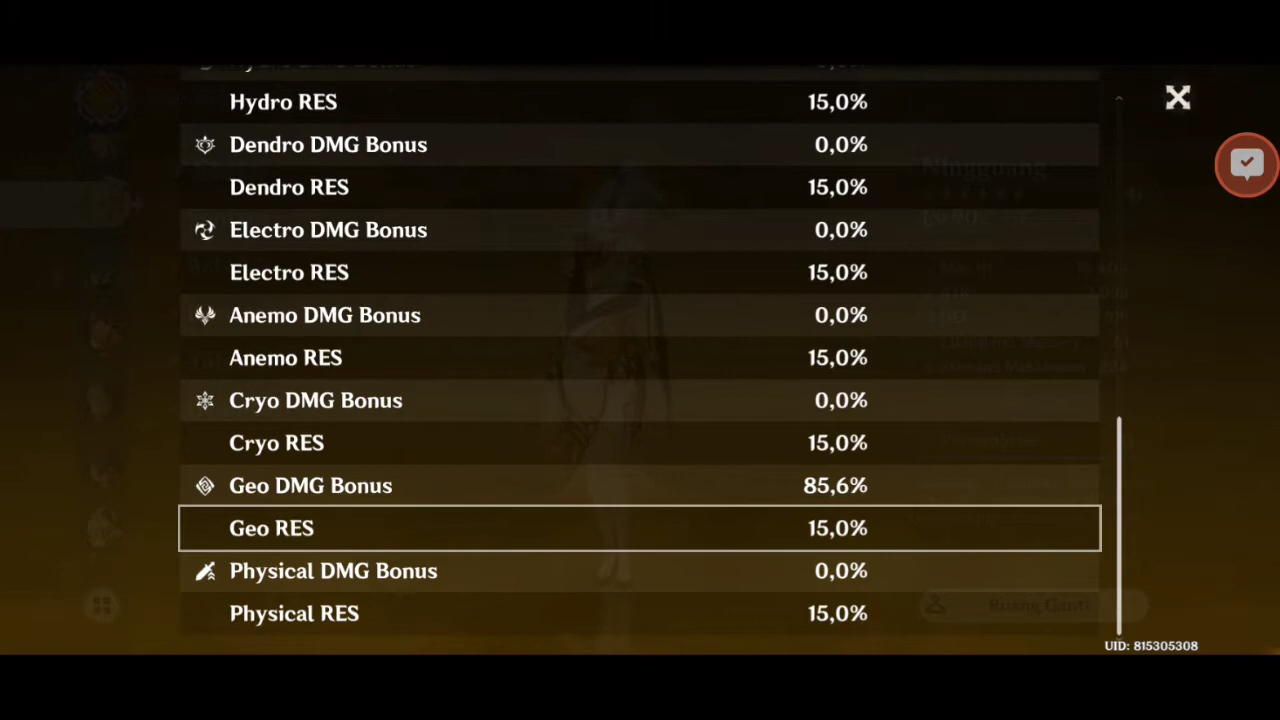 Hydro RES 15,0%
Dendro DMG Bonus 0,0%
Dendro RES 15,0%
Electro DMG Bonus 0,0%
Electro RES 15,0%
Anemo DMG Bonus 0,0%
Anemo RES 15,0%
Cryo DMG Bonus 0,0%
Cryo RES 15,0%
Geo DMG Bonus 85,6%
Geo RES 15,0%
Physical DMG Bonus 0,0%
Physical RES 15,0%
Ningguang
Ruang Ganti
UID: 815305308